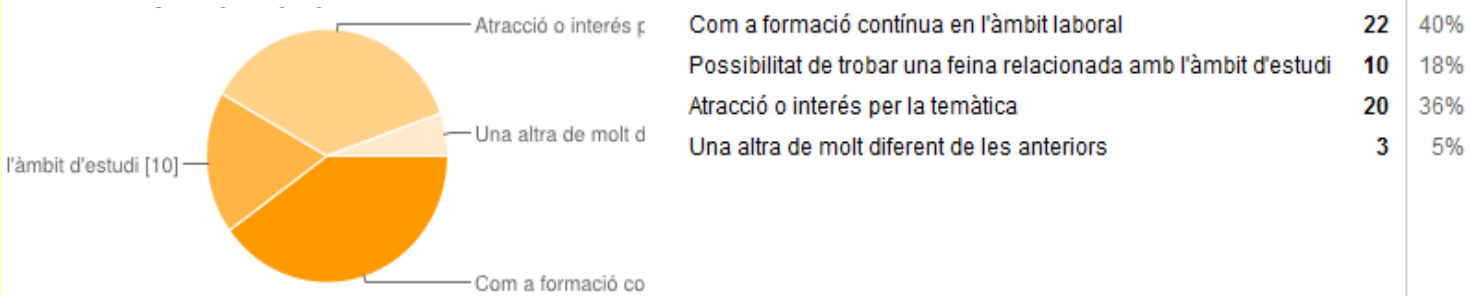 Atracció o interés p
Una altra de molt d
l'àmbit d'estudi [10]
Com a formació co
Com a formació contínua en l'àmbit laboral 22 40%
Possibilitat de trobar una feina relacionada amb l'àmbit d'estudi 10 18%
Atracció o interés per la temàtica 20 36%
Una altra de molt diferent de les anteriors 3 5%